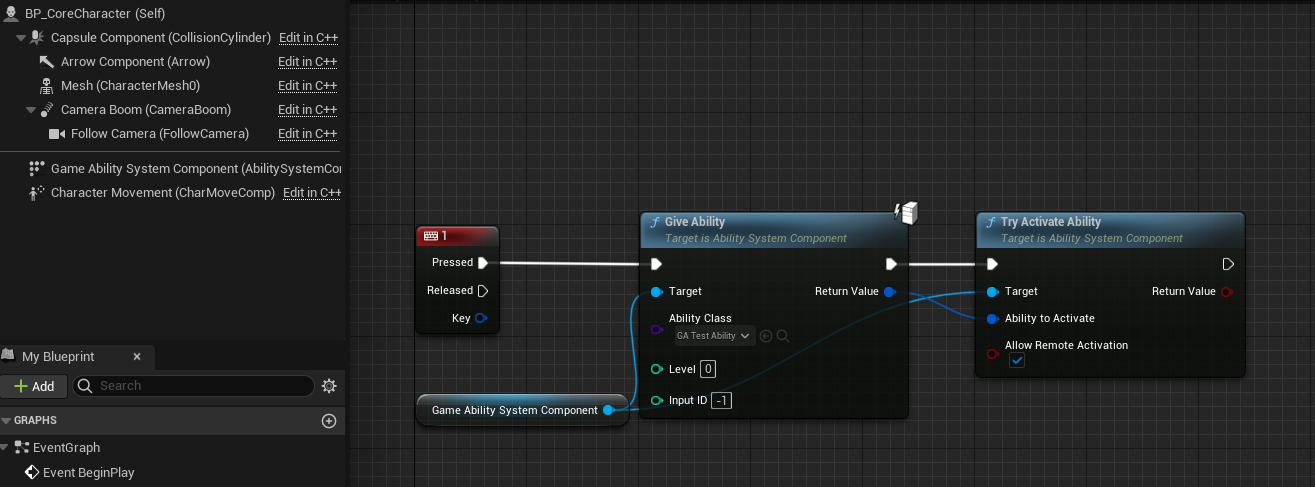 BP_CoreCharacter (Self)
Capsule Component (CollisionCylinder) Edit in C++
Arrow Component (Arrow) Edit in C++
Mesh (CharacterMesh0) Edit in C++
Camera Boom (CameraBoom) Edit in C++
Follow Camera (FollowCamera) Edit in C++
Game Ability System Component (AbilitySystemCo
Character Movement (CharMoveComp) Edit in C++
My Blueprint
Add
Search
GRAPHS
EventGraph
Event BeginPlay
1
Pressed
Released
Key
Game Ability System Component
Give Ability
Target is Ability System Component
Target Return Value
Ability Class
GA Test Ability
Level 0
Input ID -1
Try Activate Ability
Target is Ability System Component
Target Return Value
Ability to Activate
Allow Remote Activation